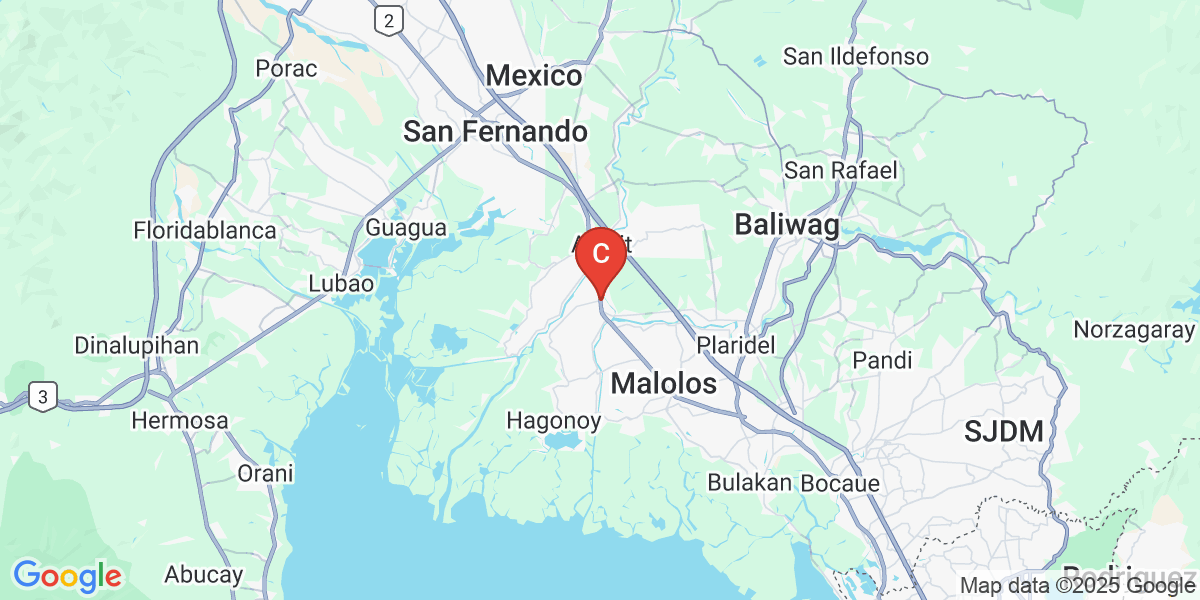 2
Porac
Mexico
San Ildefonso
San Fernando
San Rafael
Floridablanca
Guagua
Baliwag
C
Lubao
Norzagaray
Dinalupihan
Plaridel
Pandi
Malolos
3
Hermosa
Hagonoy
SJDM
Orani
Bulakan
Bocaue
Google
Abucay
Rodriguez
Map data ©2025 Google